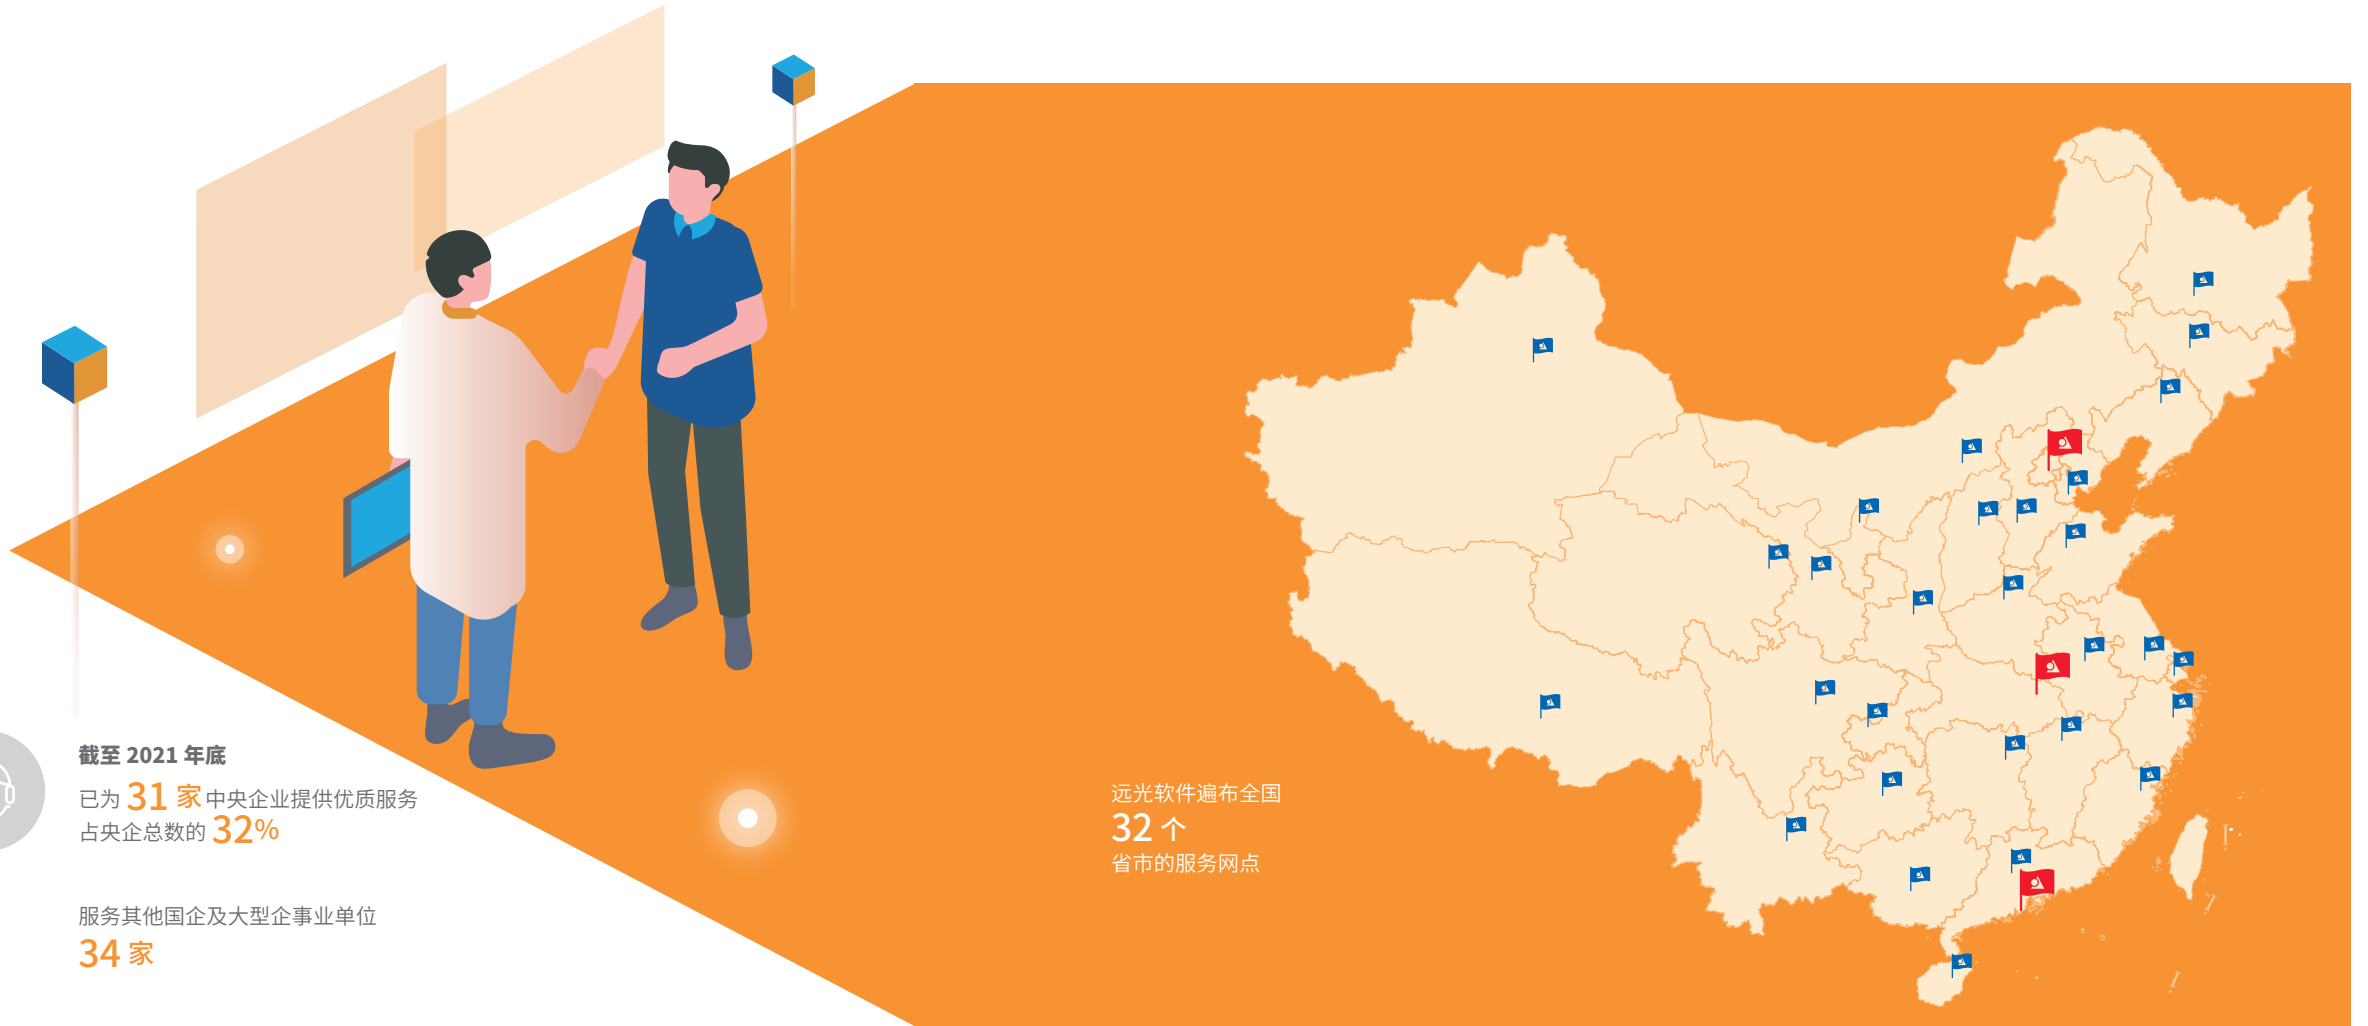 截至 2021 年底
已为 31 家中央企业提供优质服务
占央企总数的 32%
服务其他国企及大型企事业单位
34 家
远光软件遍布全国
32 个
省市的服务网点